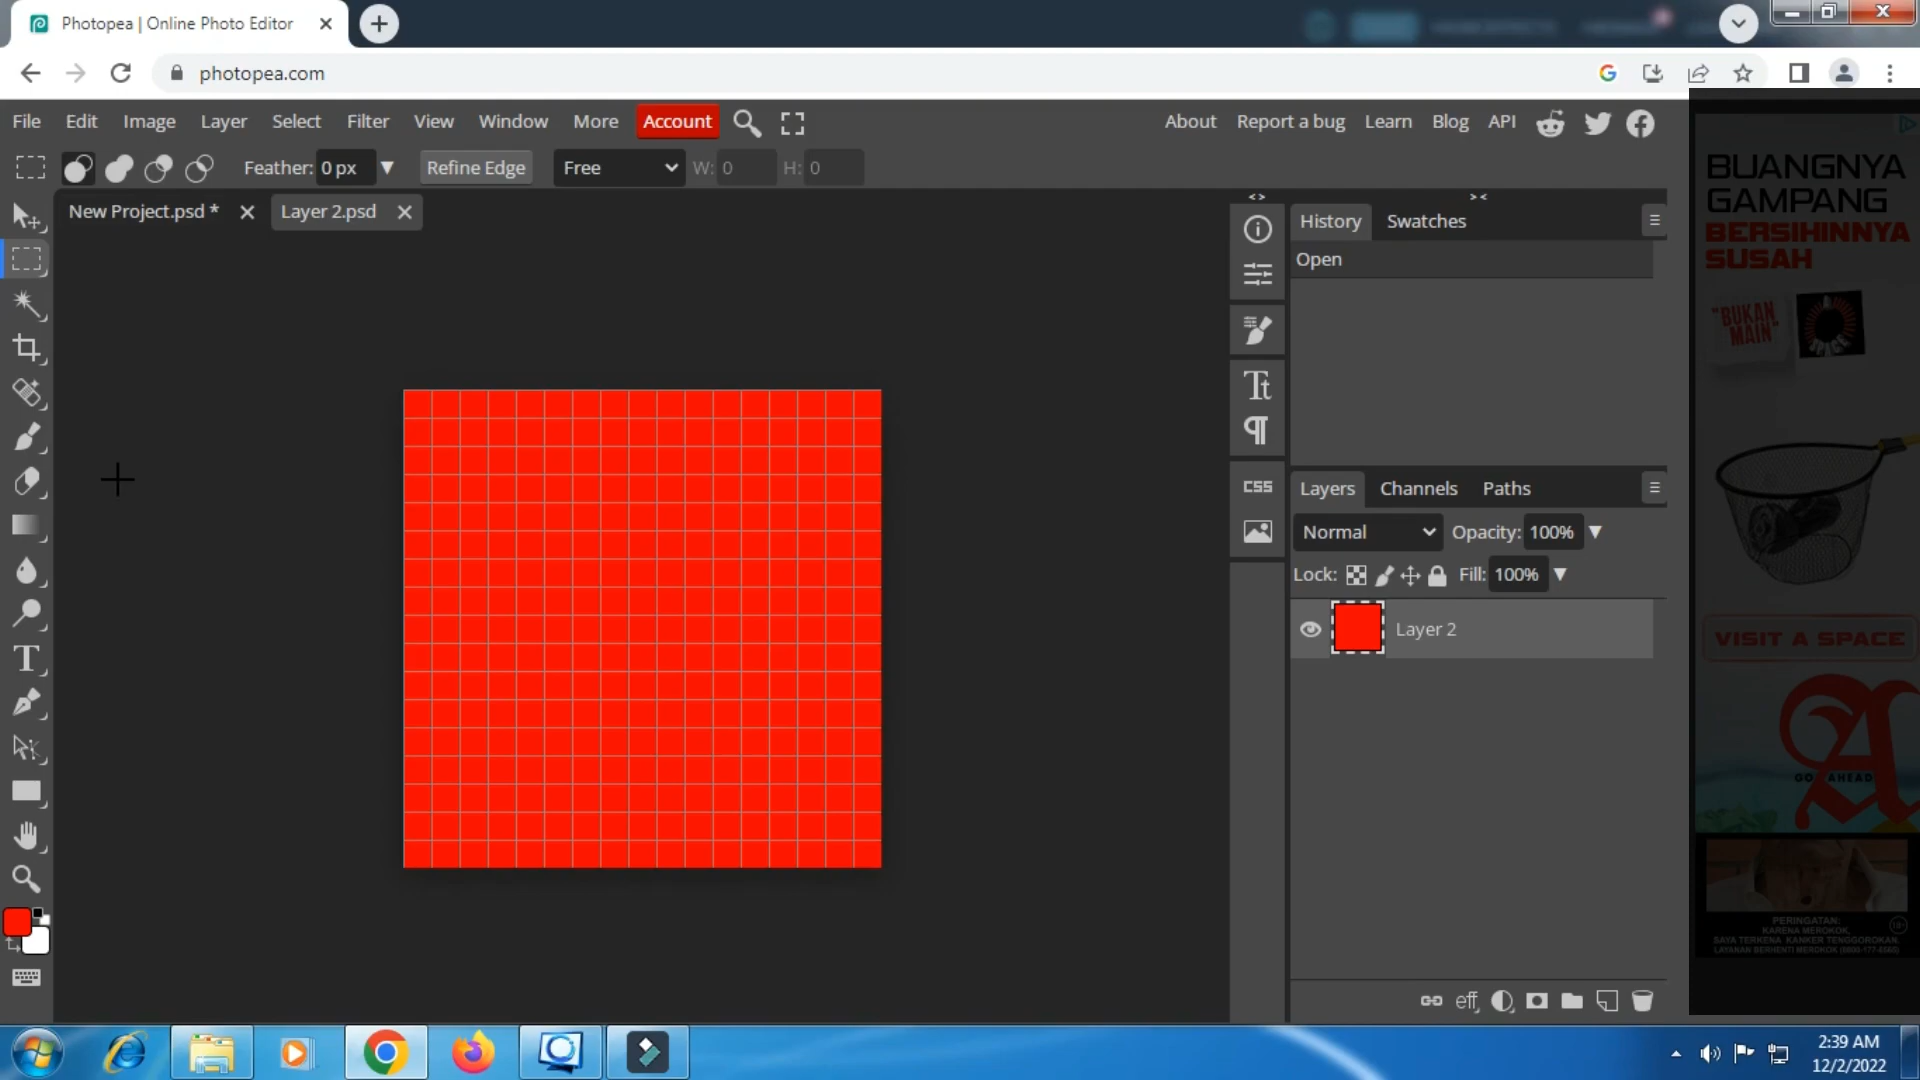 Photopea | Online Photo Editor
photopea.com
File Edit Image Layer Select Filter View Window More Account
About Report a bug Learn Blog API
Feather: 0 px Refine Edge Free W: 0 H: 0
New Project.psd * Layer 2.psd
History Swatches
Open
Tt
CSS
Layers Channels Paths
Normal Opacity: 100%
Lock: Fill: 100%
Layer 2
eff
T
BUANGNYA
GAMPANG
BERSIHINNYA
SUSAH
"BUKAN
MAIN"
VISIT A SPACE
A
GO AHEAD
PERINGATAN:
KARENA MEROKOK,
SAYA TERKENA KANKER TENGGOROKAN.
LAYANAN BERHENTI MEROKOK (0800-177-6565)
18+
2:39 AM
12/2/2022